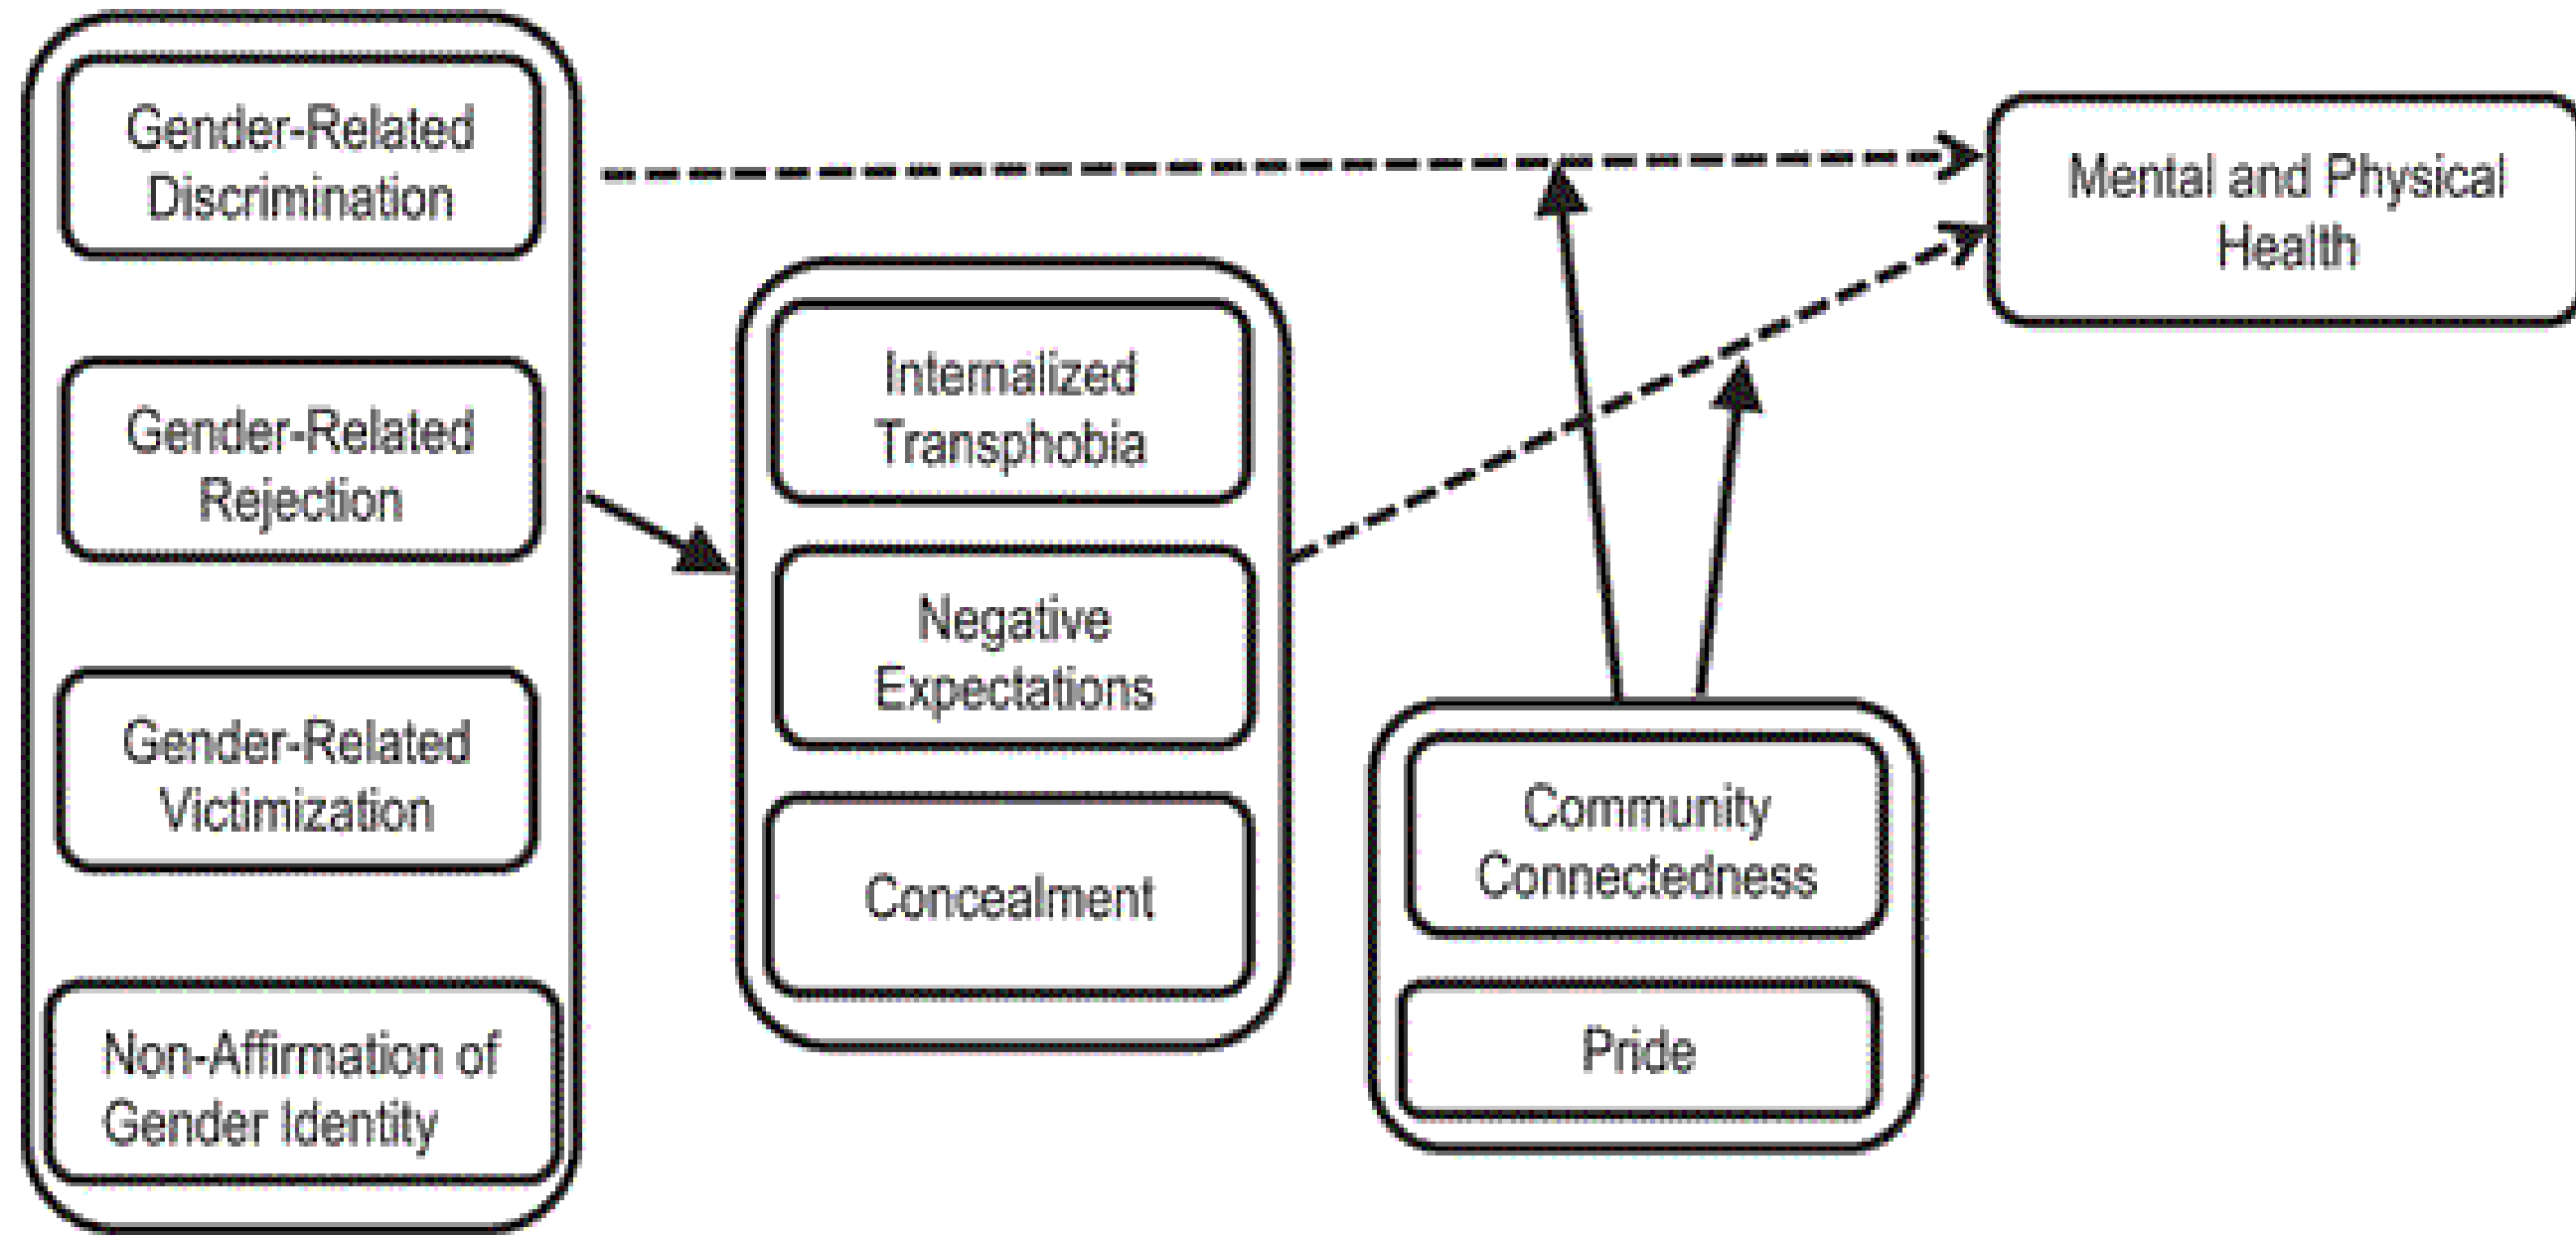 Gender-Related
Discrimination
Gender-Related
Rejection
Gender-Related
Victimization
Non-Affirmation of
Gender Identity
Internalized
Transphobia
Negative
Expectations
Concealment
Community
Connectedness
Pride
Mental and Physical
Health